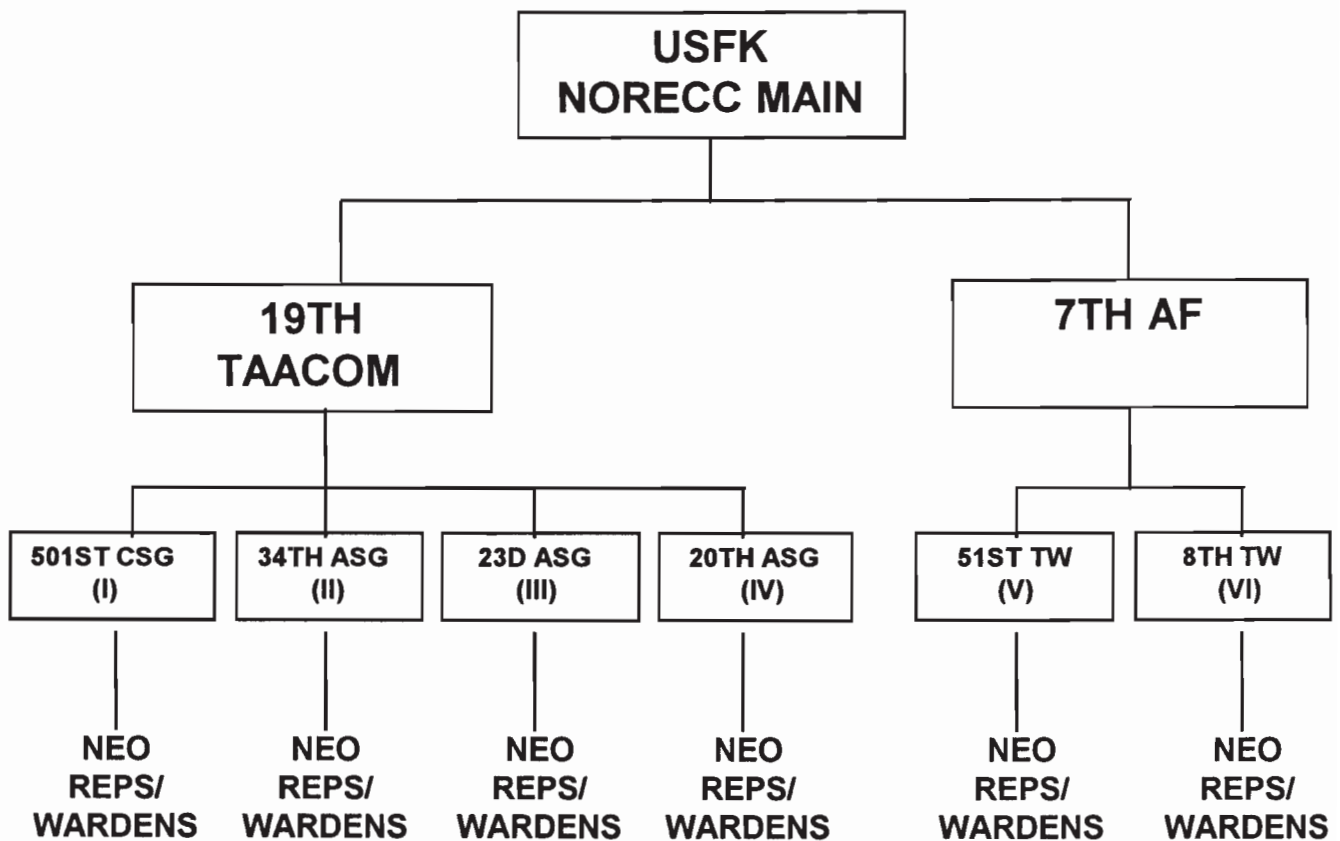 USFK
NORECC MAIN
19TH
TAACOM
7TH AF
501ST CSG
(I)
34TH ASG
(II)
23D ASG
(III)
20TH ASG
(IV)
51ST TW
(V)
8TH TW
(VI)
NEO
REPS/
WARDENS
NEO
REPS/
WARDENS
NEO
REPS/
WARDENS
NEO
REPS/
WARDENS
NEO
REPS/
WARDENS
NEO
REPS/
WARDENS